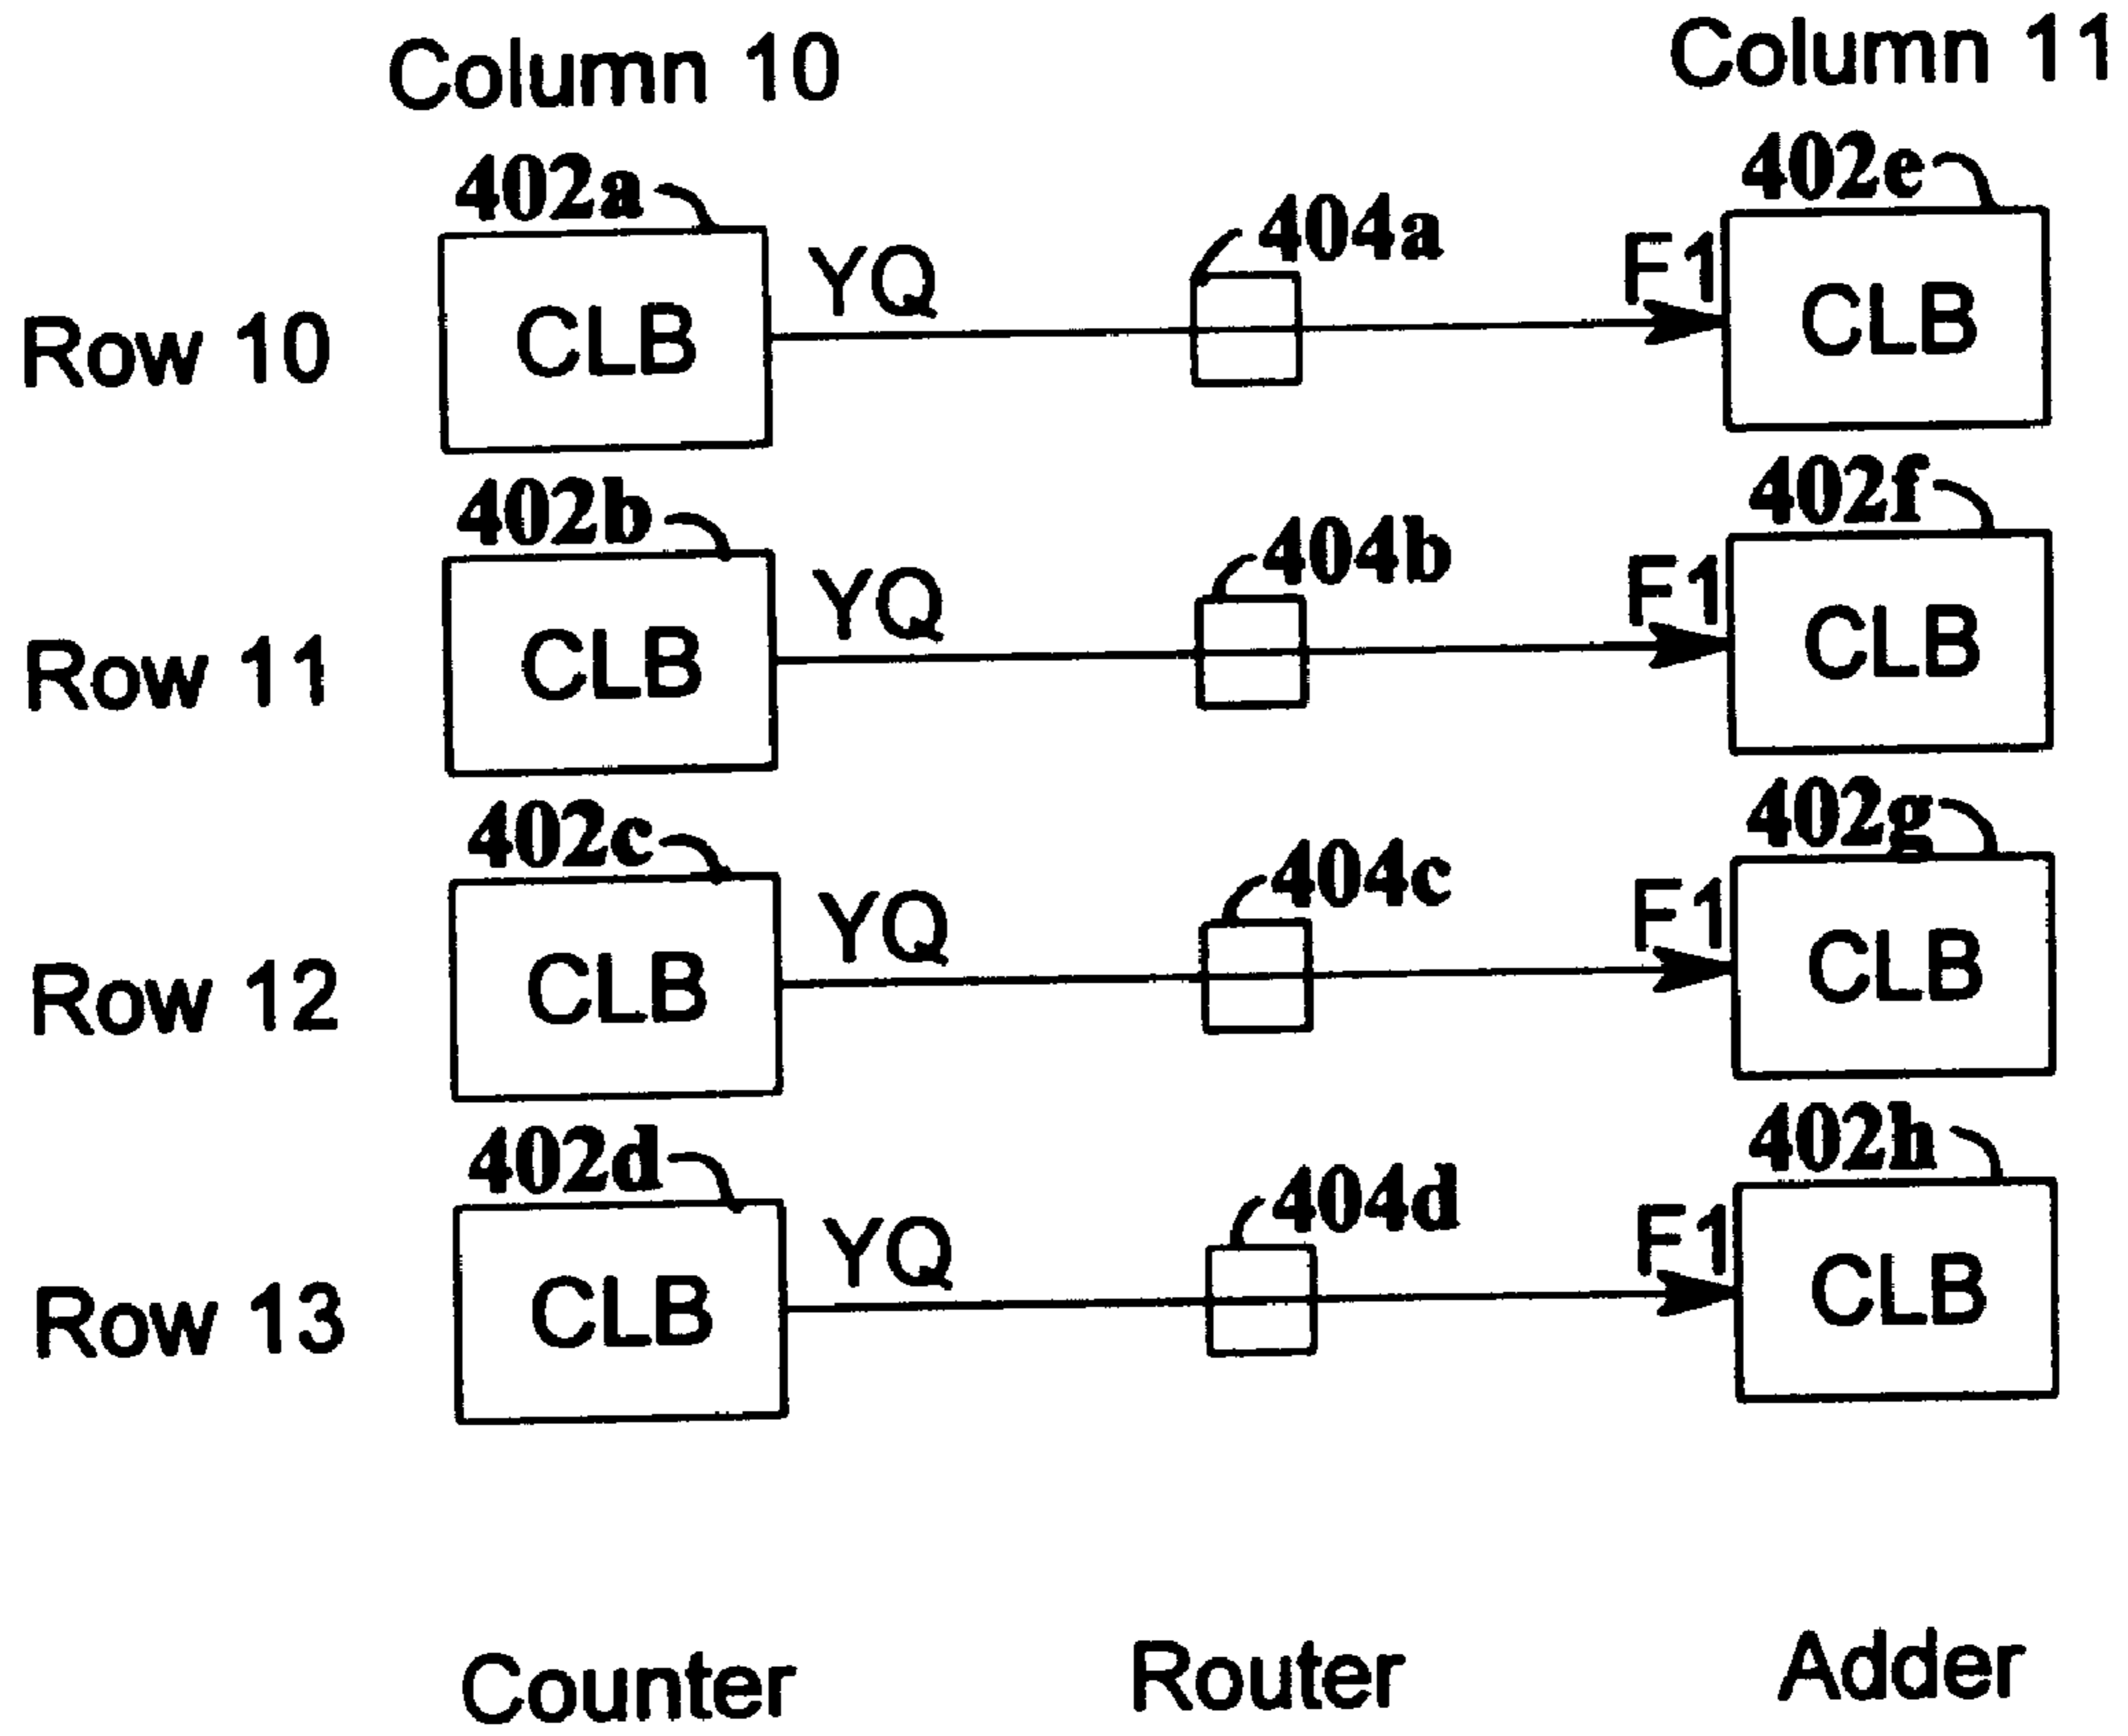 Column 10 Column 11
402a 402e
404a
YQ F1
Row 10 CLB CLB
402b 402f
404b
YQ F1
Row 11 CLB CLB
402c 402g
404c
YQ F1
Row 12 CLB CLB
402d 402h
404d
YQ F1
Row 13 CLB CLB
Counter Router Adder